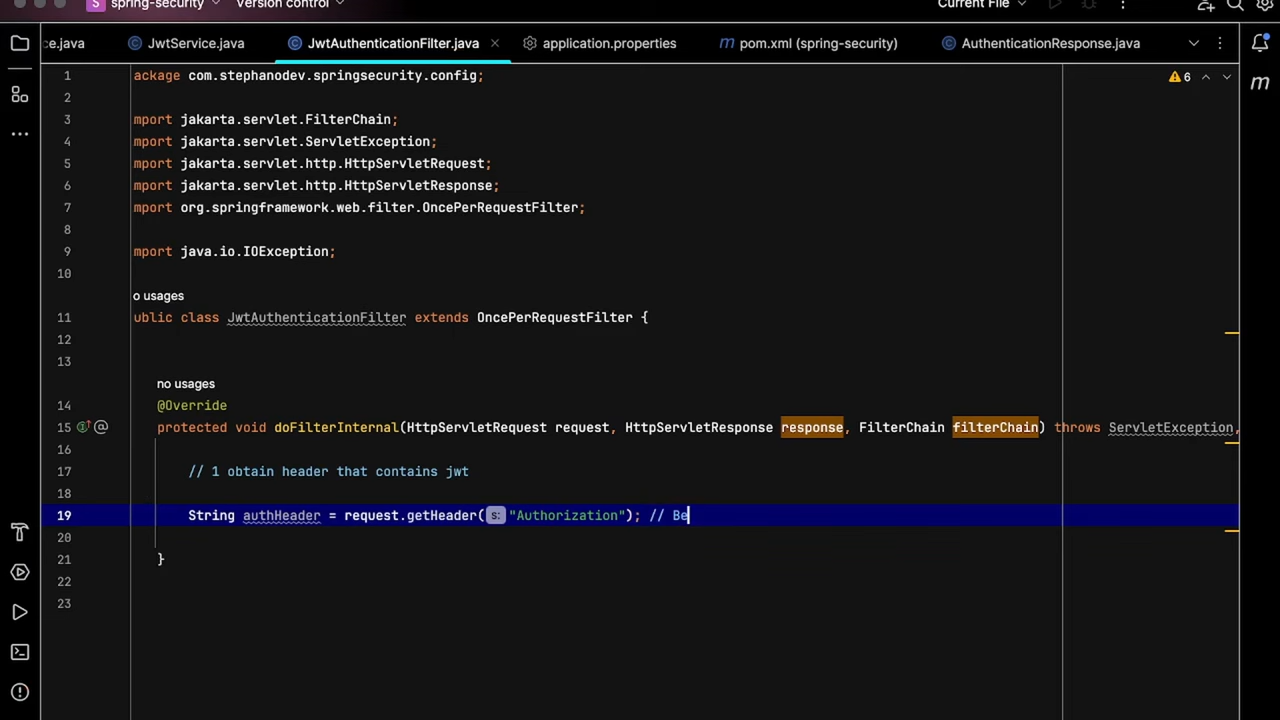 S spring-security Version control Current File
ce.java JwtService.java JwtAuthenticationFilter.java application.properties m pom.xml (spring-security) AuthenticationResponse.java
1 ackage com.stephanodev.springsecurity.config; 6
2
3 mport jakarta.servlet.FilterChain;
4 mport jakarta.servlet.ServletException;
5 mport jakarta.servlet.http.HttpServletRequest;
6 mport jakarta.servlet.http.HttpServletResponse;
7 mport org.springframework.web.filter.OncePerRequestFilter;
8
9 mport java.io.IOException;
10
o usages
11 ublic class JwtAuthenticationFilter extends OncePerRequestFilter {
12
13
no usages
14 @Override
15 protected void doFilterInternal(HttpServletRequest request, HttpServletResponse response, FilterChain filterChain) throws ServletException,
16
17 // 1 obtain header that contains jwt
18
19 String authHeader = request.getHeader( s: "Authorization"); // Be
20
21 }
22
23